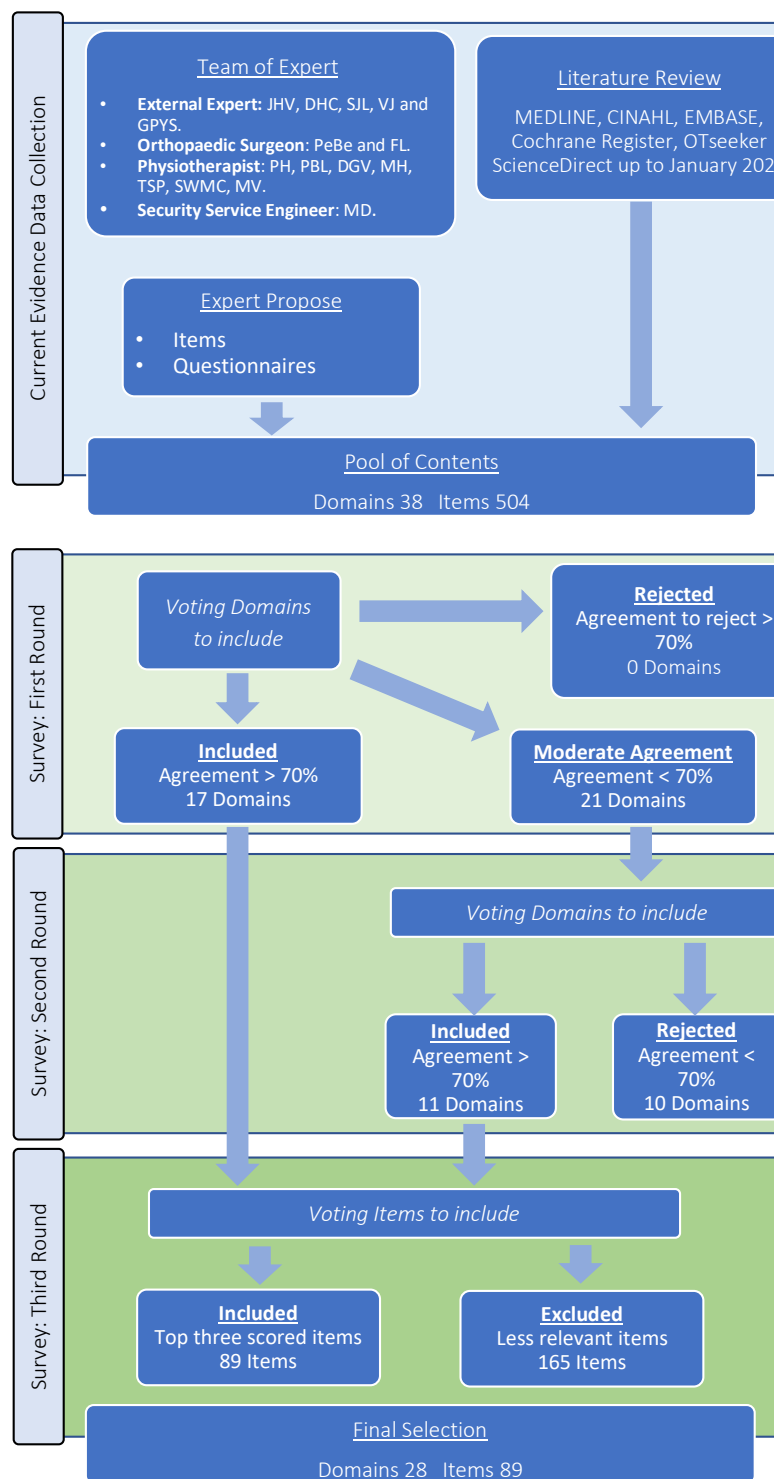 Current Evidence Data Collection
Team of Expert
• External Expert: JHV, DHC, SJL, VJ and
GPYS.
• Orthopaedic Surgeon: PeBe and FL.
• Physiotherapist: PH, PBL, DGV, MH,
TSP, SWMC, MV.
• Security Service Engineer: MD.
Literature Review
MEDLINE, CINAHL, EMBASE,
Cochrane Register, OTseeker
ScienceDirect up to January 202
Expert Propose
• Items
• Questionnaires
Pool of Contents
Domains 38 Items 504
Survey: First Round
Voting Domains
to include
Rejected
Agreement to reject >
70%
0 Domains
Included
Agreement > 70%
17 Domains
Moderate Agreement
Agreement < 70%
21 Domains
Survey: Second Round
Voting Domains to include
Included
Agreement >
70%
11 Domains
Rejected
Agreement <
70%
10 Domains
Survey: Third Round
Voting Items to include
Included
Top three scored items
89 Items
Excluded
Less relevant items
165 Items
Final Selection
Domains 28 Items 89